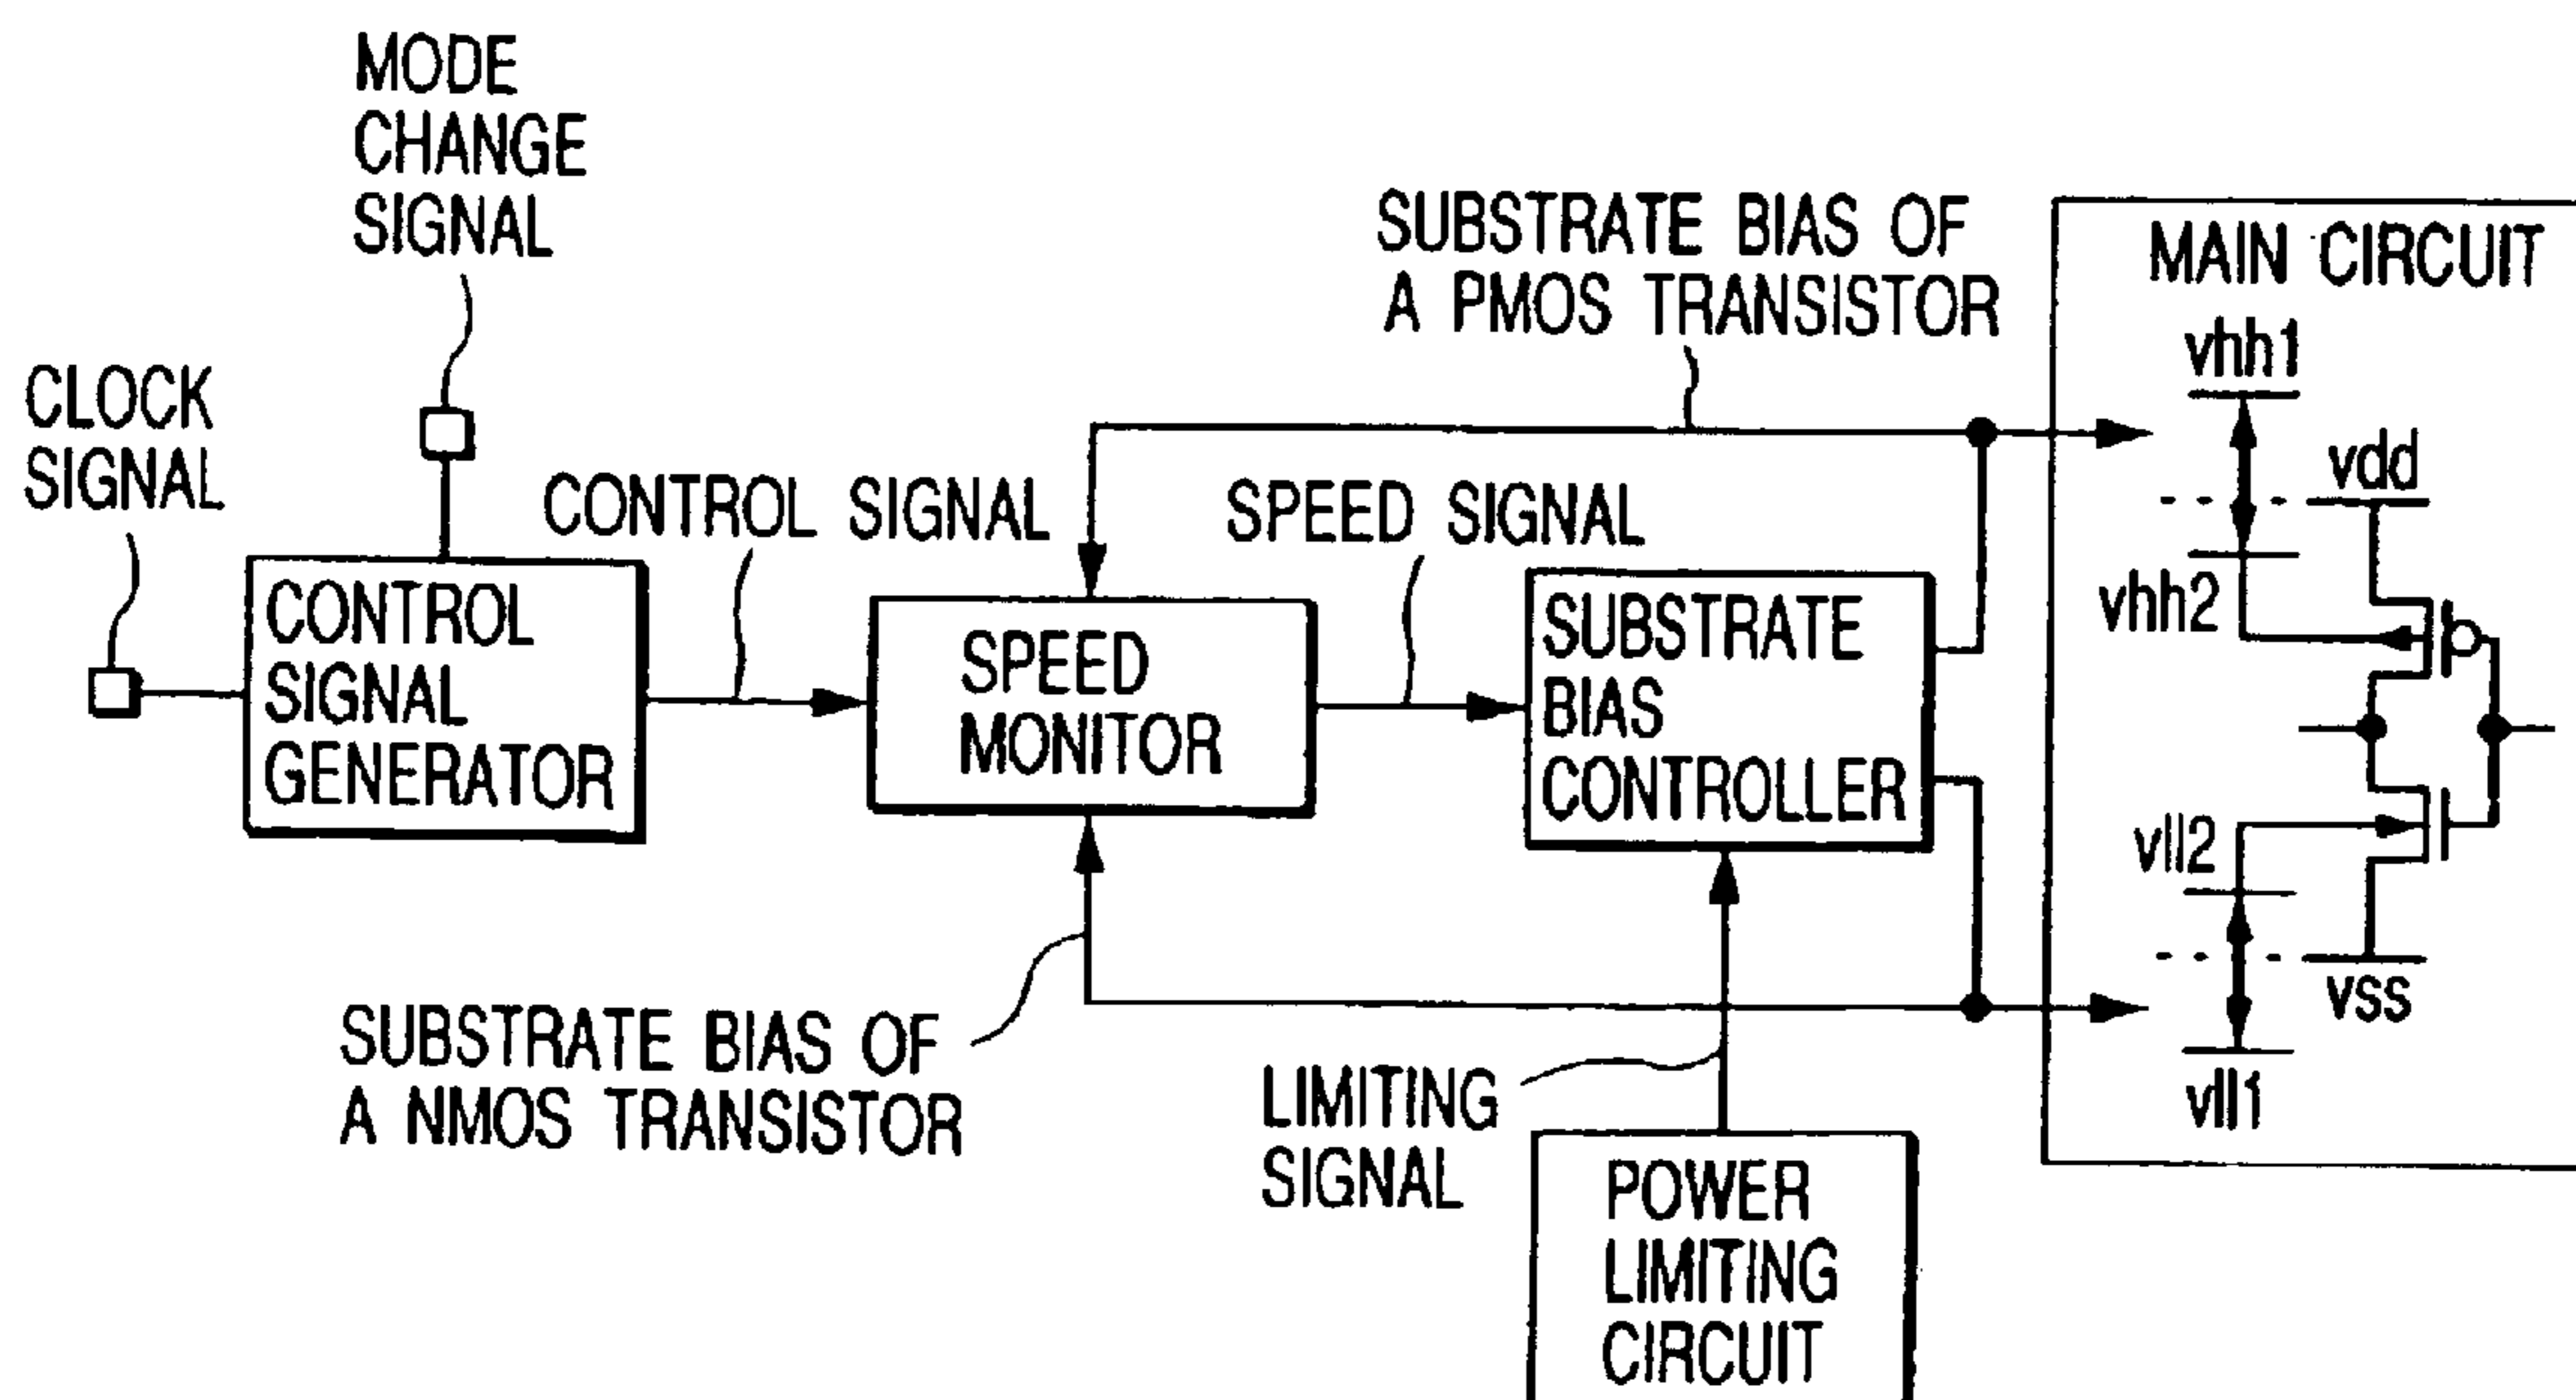 MODE
CHANGE
SIGNAL
CLOCK
SIGNAL
CONTROL SIGNAL
SUBSTRATE BIAS OF
A PMOS TRANSISTOR
SPEED SIGNAL
CONTROL
SIGNAL
GENERATOR
SPEED
MONITOR
SUBSTRATE
BIAS
CONTROLLER
SUBSTRATE BIAS OF
A NMOS TRANSISTOR
LIMITING
SIGNAL
POWER
LIMITING
CIRCUIT
MAIN CIRCUIT
vhh1
vdd
vhh2
vll2
vss
vll1